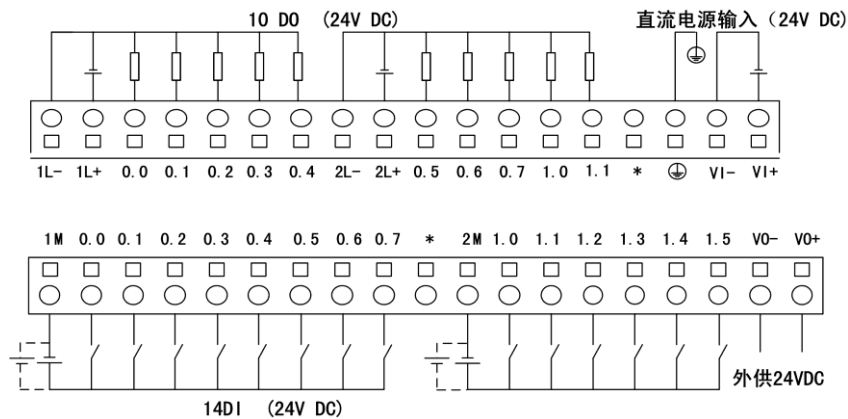 10 DO (24V DC) 直流电源输入（24V DC)
1L- 1L+ 0.0 0.1 0.2 0.3 0.4 2L- 2L+ 0.5 0.6 0.7 1.0 1.1 * VI- VI+
1M 0.0 0.1 0.2 0.3 0.4 0.5 0.6 0.7 * 2M 1.0 1.1 1.2 1.3 1.4 1.5 VO- VO+
外供24VDC
14DI (24V DC)